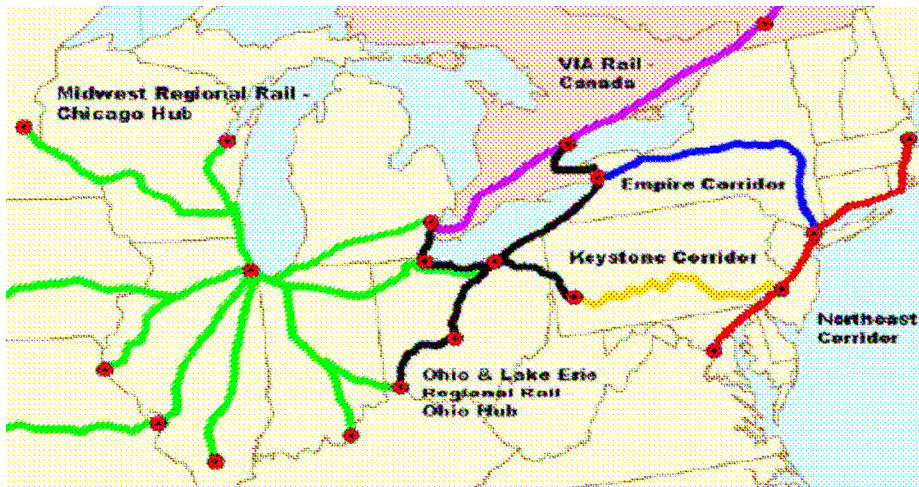 VIA Rail -
Canada
Midwest Regional Rail -
Chicago Hub
Empire Corridor
Keystone Corridor
Northeast
Corridor
Ohio & Lake Erie
Regional Rail
Ohio Hub